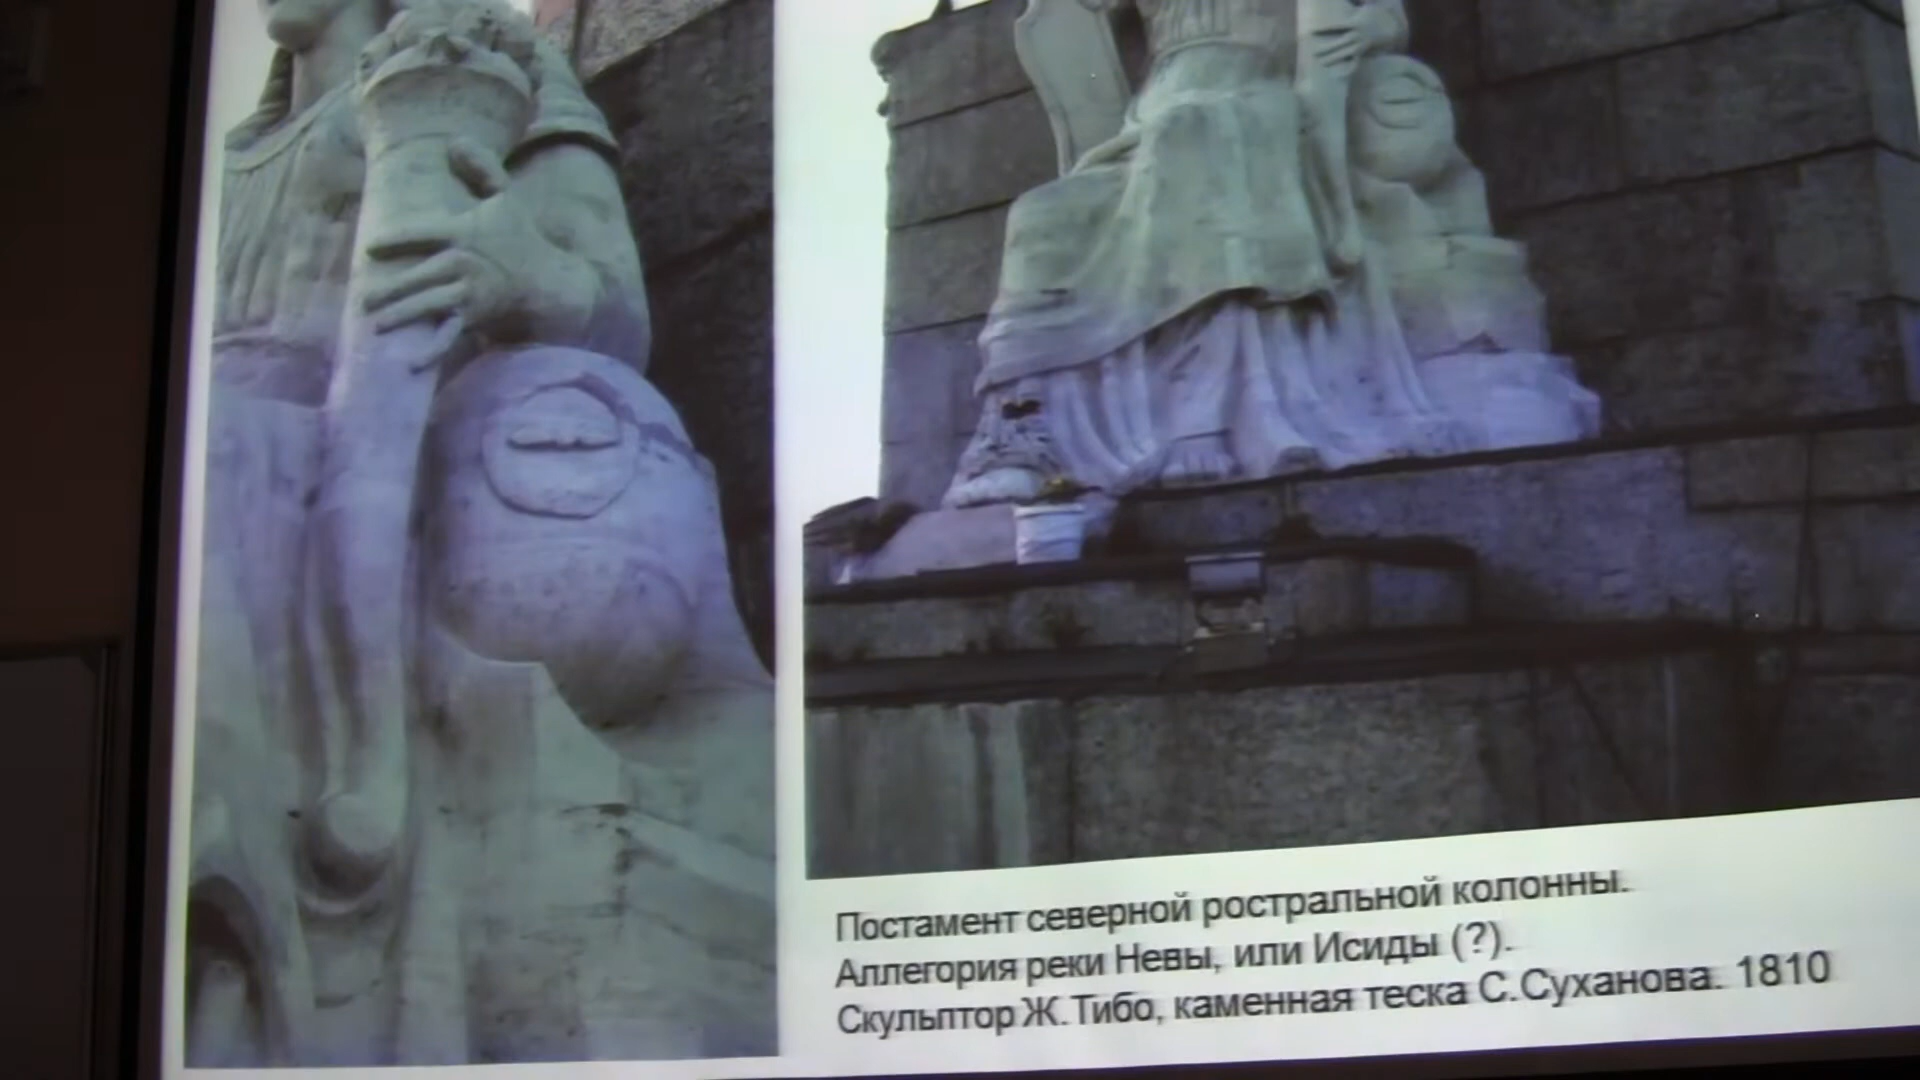 Постамент северной ростральной колонны.
Аллегория реки Невы, или Исиды (?).
Скульптор Ж.Тибо, каменная теска С.Суханова. 1810